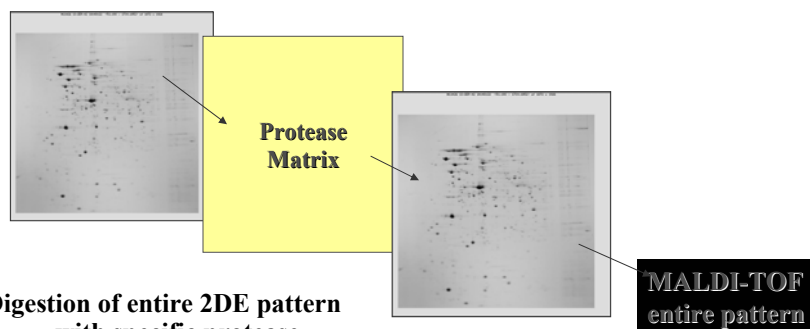 Protease
Matrix
MALDI-TOF
entire pattern
Digestion of entire 2DE pattern
with specific protease